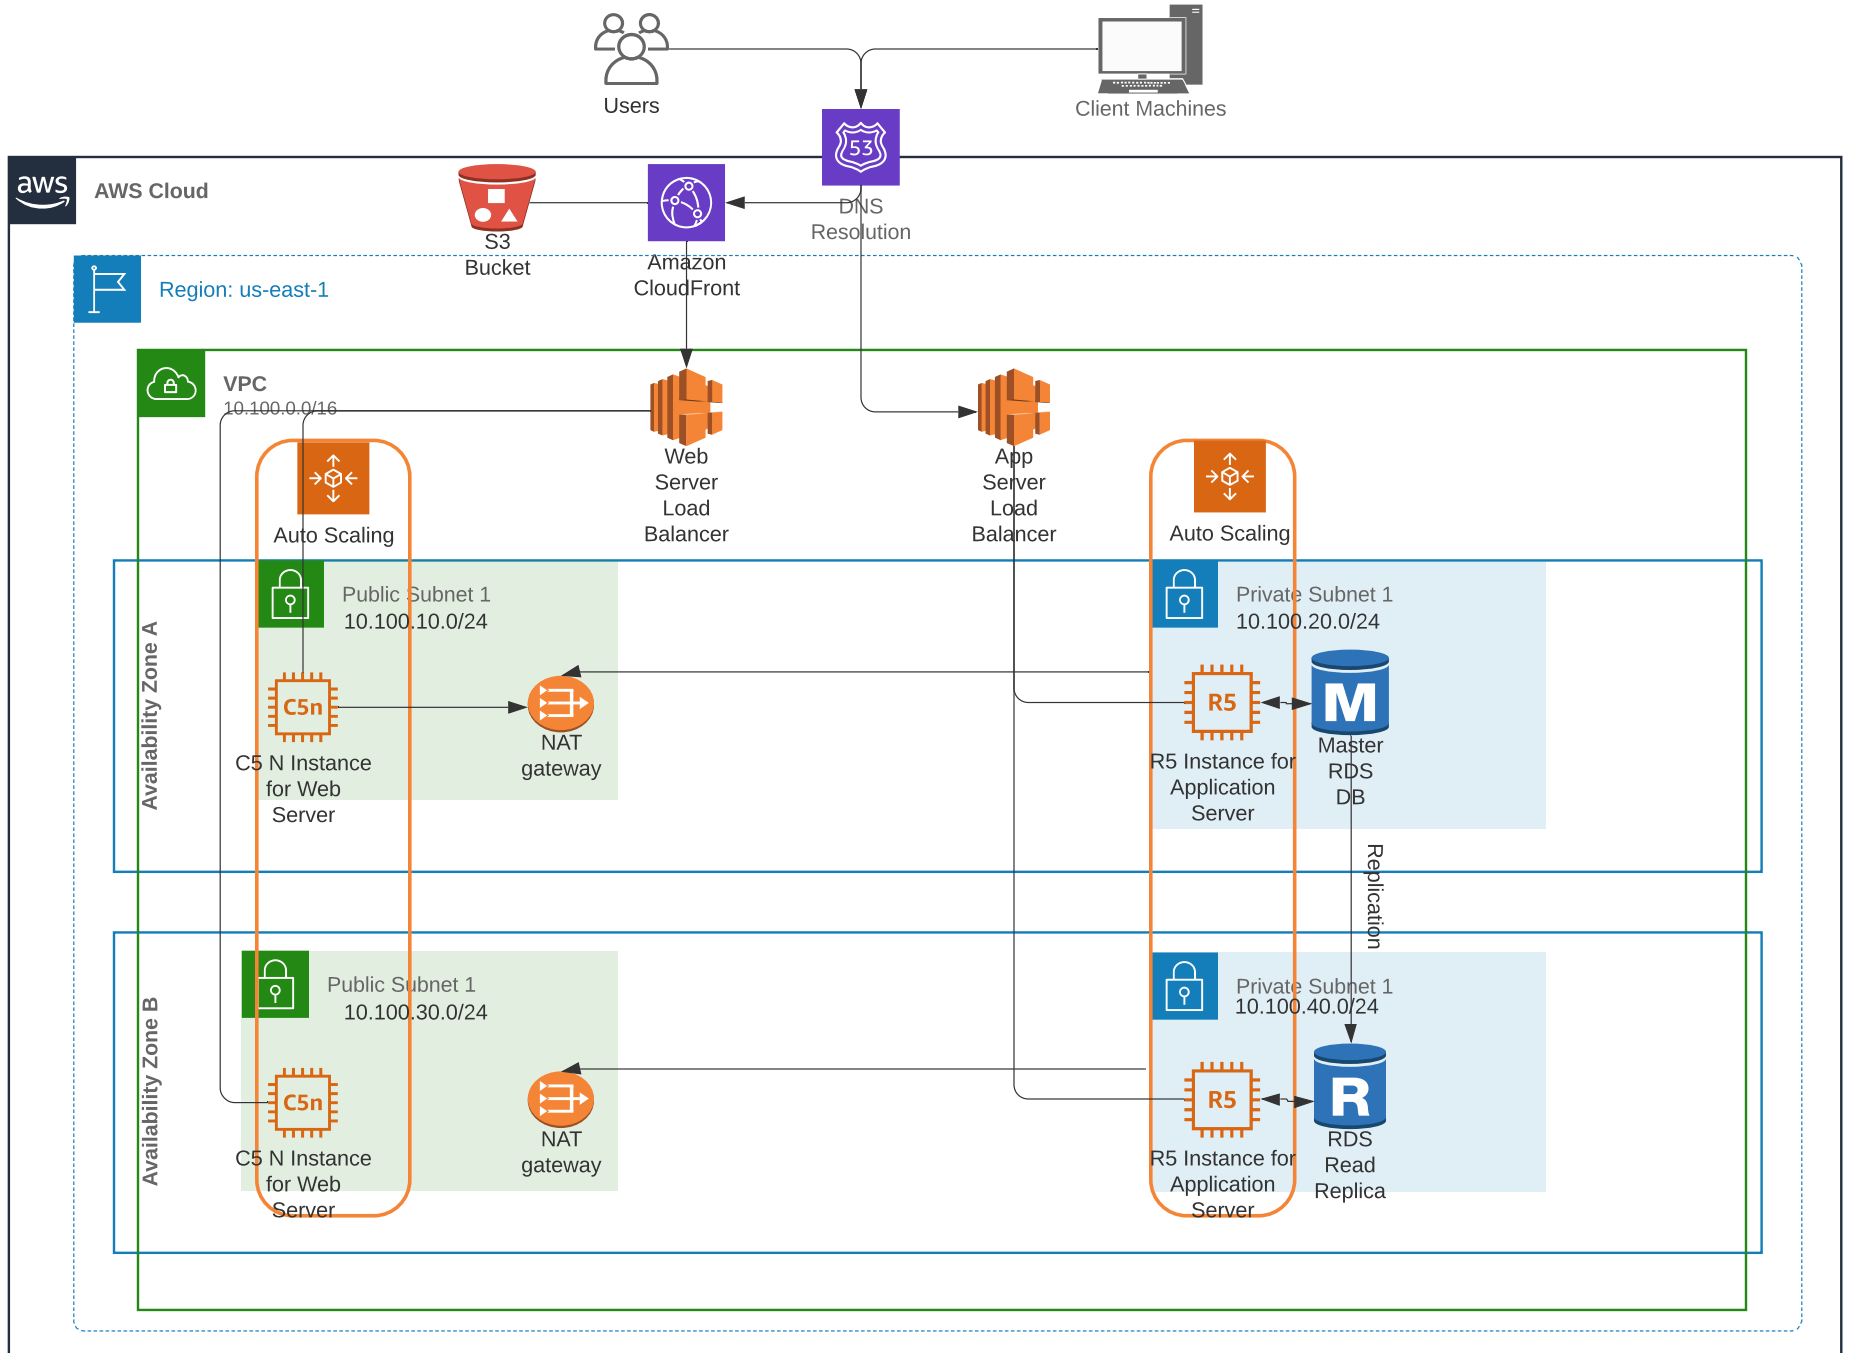 Users
Client Machines
53
aws
AWS Cloud
DNS
Resolution
S3
Bucket
Amazon
CloudFront
Region: us-east-1
VPC
10.100.0.0/16
Web
Server
Load
Balancer
App
Server
Load
Balancer
Auto Scaling
Auto Scaling
Availability Zone A
Public Subnet 1
10.100.10.0/24
Private Subnet 1
10.100.20.0/24
C5n
C5 N Instance
for Web
Server
NAT
gateway
R5
R5 Instance for
Application
Server
M
Master
RDS
DB
Replication
Availability Zone B
Public Subnet 1
10.100.30.0/24
Private Subnet 1
10.100.40.0/24
C5n
C5 N Instance
for Web
Server
NAT
gateway
R5
R5 Instance for
Application
Server
R
RDS
Read
Replica